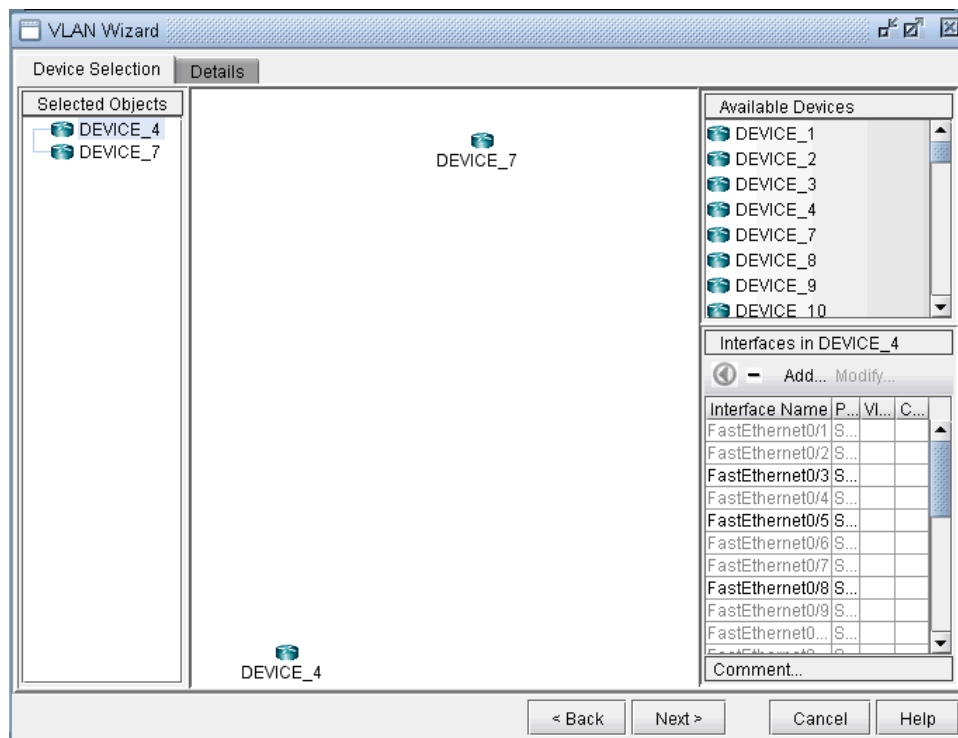 VLAN Wizard
Device Selection
Details
Selected Objects
DEVICE_4
DEVICE_7
DEVICE_7
DEVICE_4
Available Devices
DEVICE_1
DEVICE_2
DEVICE_3
DEVICE_4
DEVICE_7
DEVICE_8
DEVICE_9
DEVICE_10
Interfaces in DEVICE_4
Add... Modify...
Interface Name P... Vl... C...
FastEthernet0/1 S...
FastEthernet0/2 S...
FastEthernet0/3 S...
FastEthernet0/4 S...
FastEthernet0/5 S...
FastEthernet0/6 S...
FastEthernet0/7 S...
FastEthernet0/8 S...
FastEthernet0/9 S...
FastEthernet0... S...
Comment...
< Back Next > Cancel Help